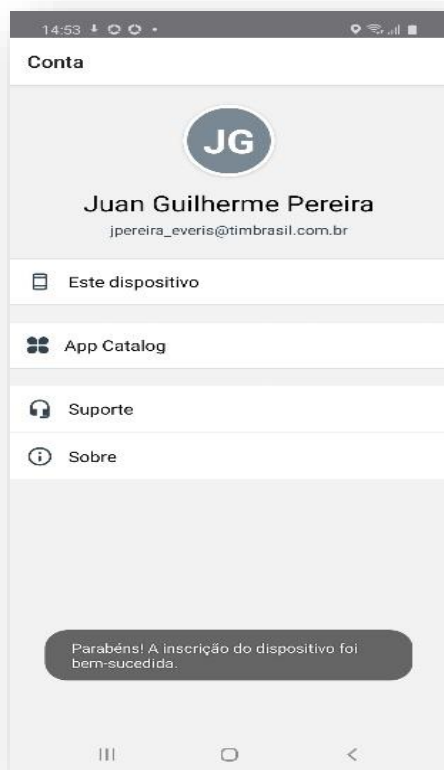 14:53
Conta
JG
Juan Guilherme Pereira
jpereira_everis@timbrasil.com.br
Este dispositivo
App Catalog
Suporte
Sobre
Parabéns! A inscrição do dispositivo foi
bem-sucedida.